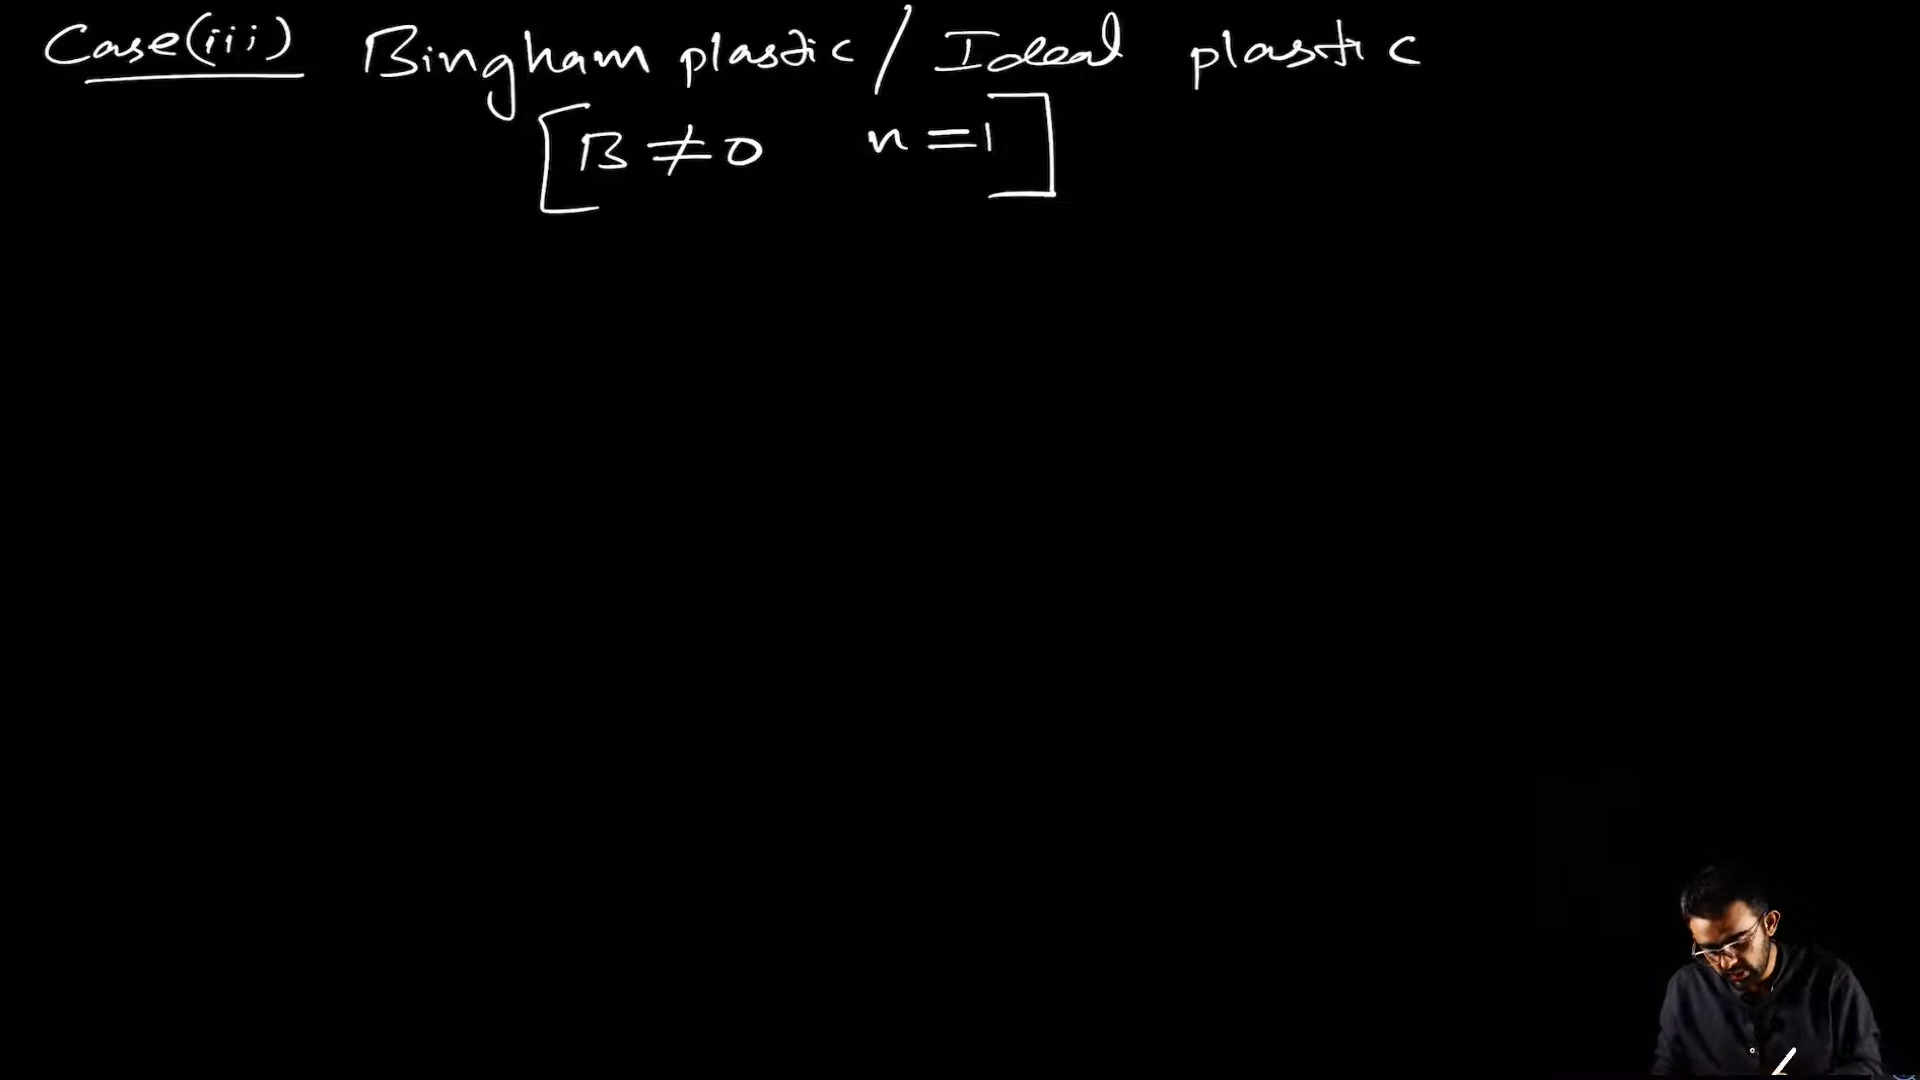 Case(iii) Bingham plastic / Ideal plastic
[B ≠ 0 n = 1]